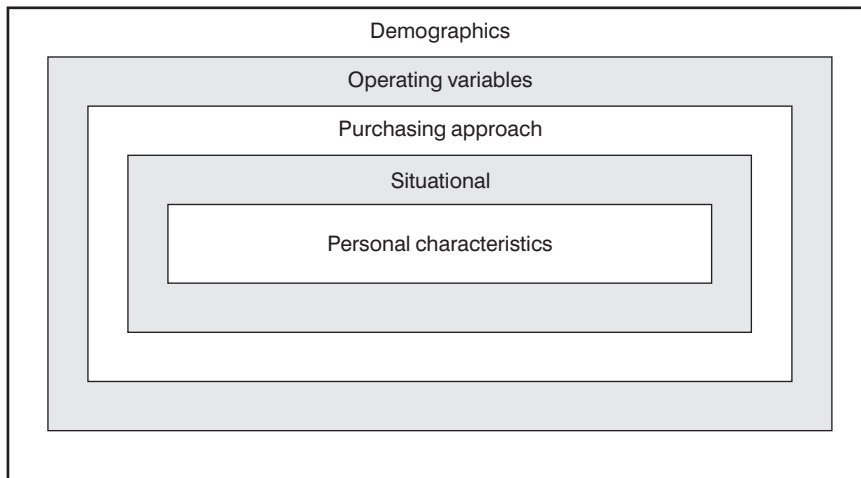 Demographics
Operating variables
Purchasing approach
Situational
Personal characteristics